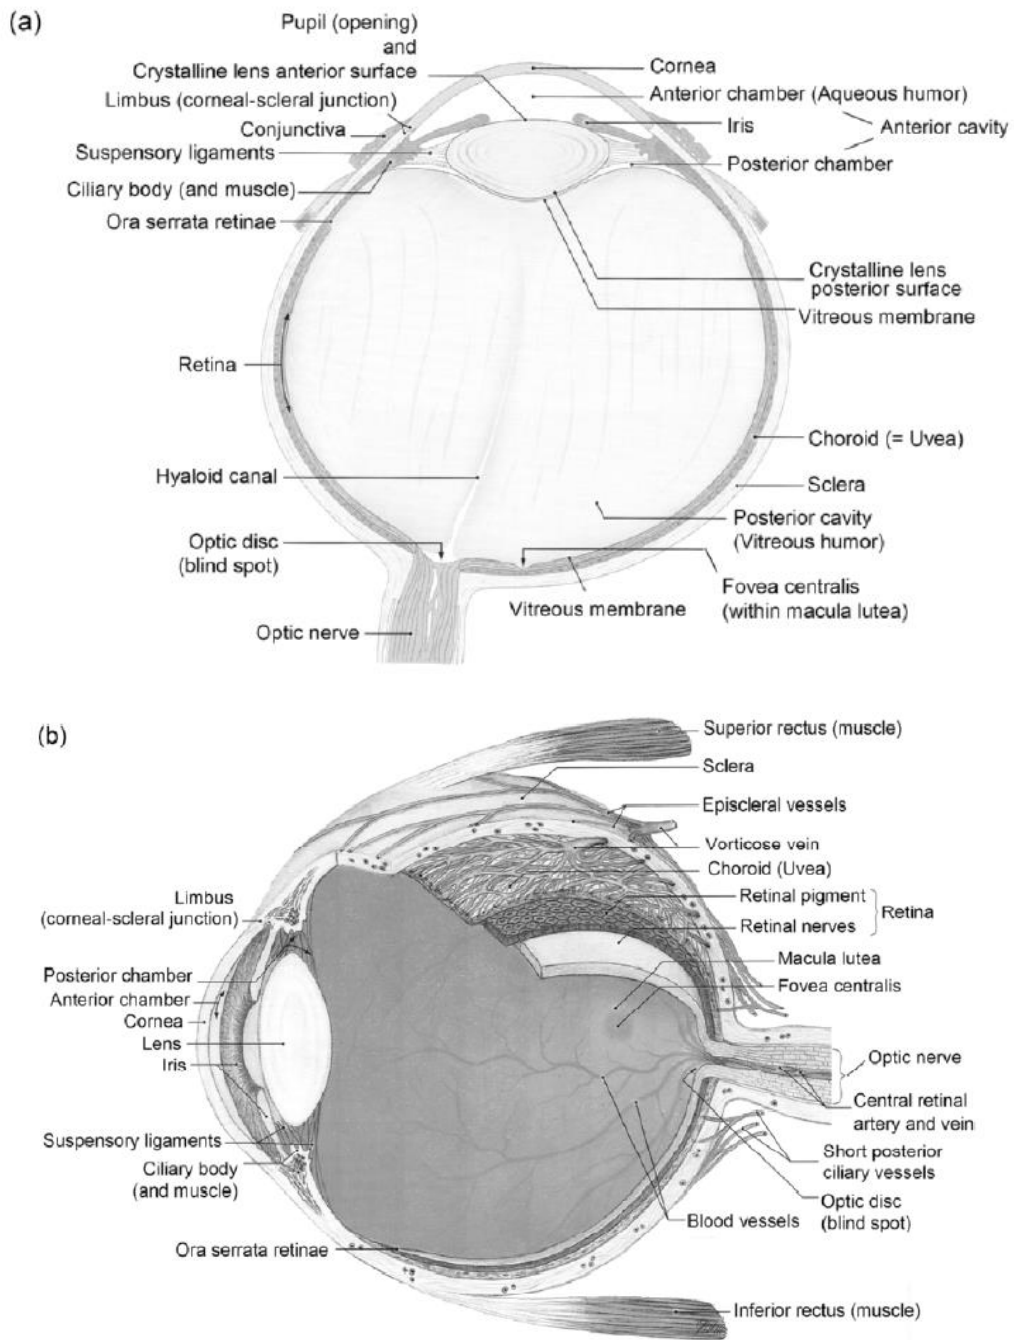 (a)
Pupil (opening)
and
Crystalline lens anterior surface
Limbus (corneal-scleral junction)
Conjunctiva
Suspensory ligaments
Ciliary body (and muscle)
Ora serrata retinae
Retina
Hyaloid canal
Optic disc
(blind spot)
Optic nerve
Cornea
Anterior chamber (Aqueous humor)
Iris
Anterior cavity
Posterior chamber
Crystalline lens
posterior surface
Vitreous membrane
Choroid (= Uvea)
Sclera
Posterior cavity
(Vitreous humor)
Fovea centralis
(within macula lutea)
Vitreous membrane
(b)
Superior rectus (muscle)
Sclera
Episcleral vessels
Vorticose vein
Choroid (Uvea)
Retinal pigment
Retina
Retinal nerves
Macula lutea
Fovea centralis
Optic nerve
Central retinal
artery and vein
Short posterior
ciliary vessels
Optic disc
(blind spot)
Blood vessels
Inferior rectus (muscle)
Limbus
(corneal-scleral junction)
Posterior chamber
Anterior chamber
Cornea
Lens
Iris
Suspensory ligaments
Ciliary body
(and muscle)
Ora serrata retinae